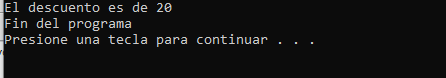 El descuento es de 20
Fin del programa
Presione una tecla para continuar . . .